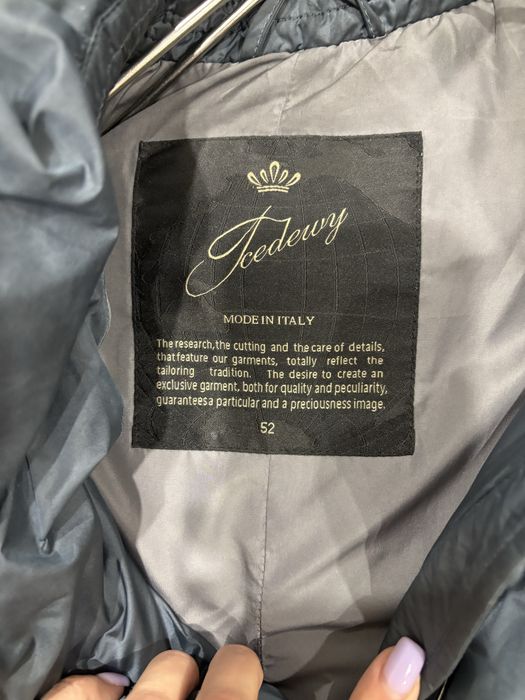 Icedewy
MADE IN ITALY
The research,the cutting and the care of details,
that feature our garments, totally reflect the
tailoring tradition. The desire to create an
exclusive garment, both for quality and peculiarity,
guaranteesa particular and a preciousness image.
52